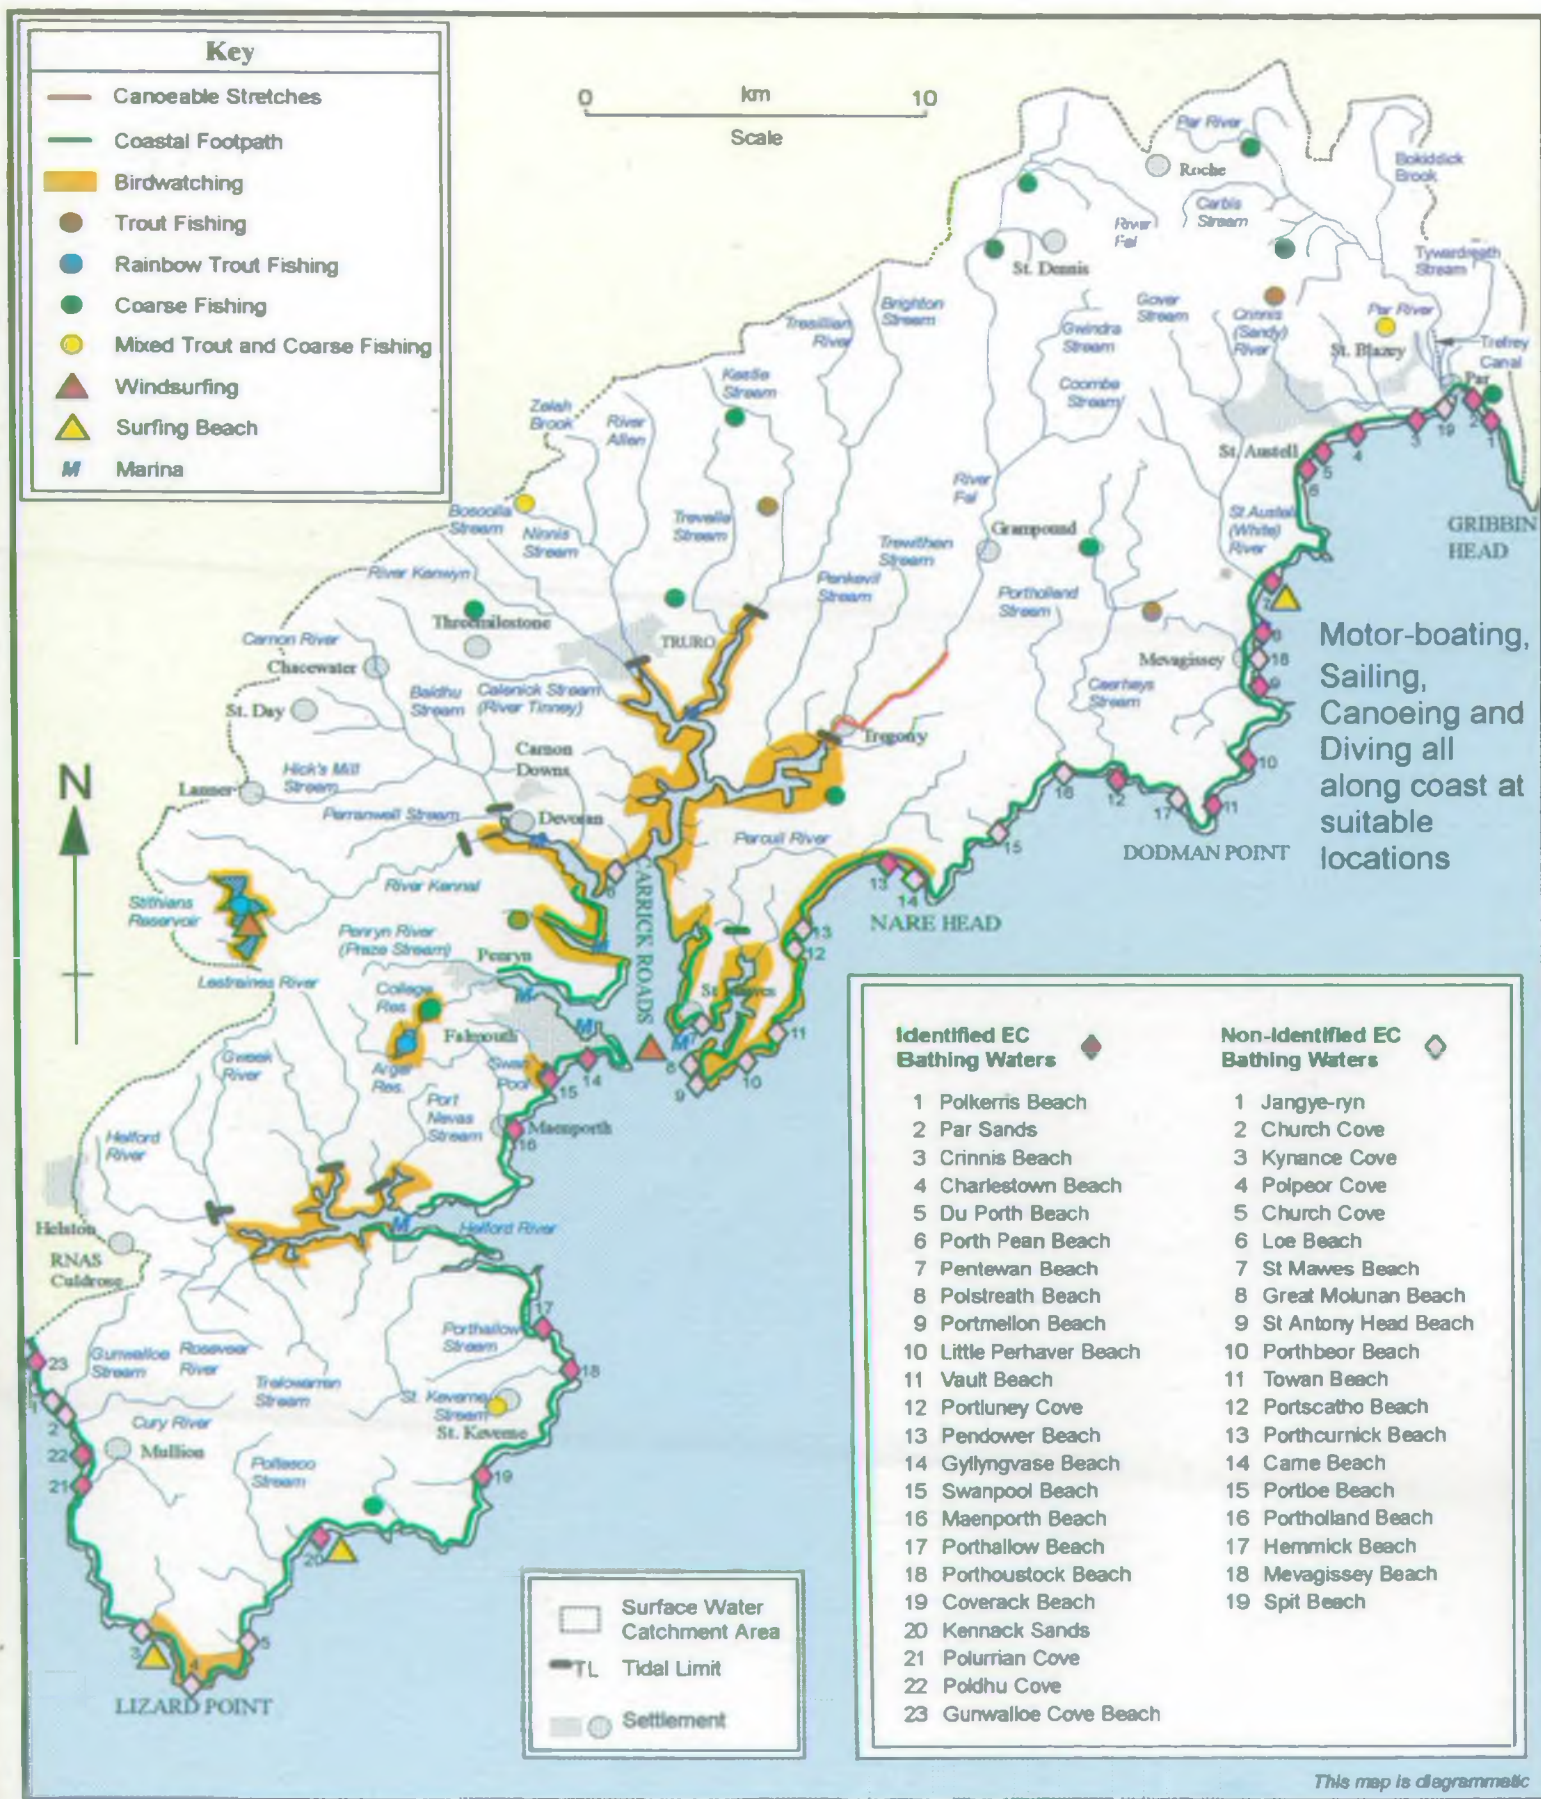 Key
Canoeable Stretches
Coastal Footpath
Birdwatching
Trout Fishing
Rainbow Trout Fishing
Coarse Fishing
Mixed Trout and Coarse Fishing
Windsurfing
Surfing Beach
M Marina
0 km 10
Scale
Par River
Roche
Bokiddick
Brook
Carbis
Stream
River
Fal
St. Dennis
Tywardreath
Stream
Brighton
Stream
Tresillian
River
Gover
Stream
Gwindra
Stream
Crinnis
(Sandy)
River
Par River
St. Blazey
Trefrey
Canal
Par
Kestle
Stream
Coombe
Stream
Zelah
Brook
River
Allen
St. Austell
River
Fal
Bosoolla
Stream
Ninnis
Stream
Trevella
Stream
Trewithen
Stream
Grampound
St Austell
(White)
River
GRIBBIN
HEAD
River Kenwyn
Penkevil
Stream
Portholland
Stream
Threemilestone
TRURO
Carnon River
Chacewater
Mevagissey
Motor-boating,
Sailing,
Canoeing and
Diving all
along coast at
suitable
locations
Baldhu
Stream
Calenick Stream
(River Tinney)
Caerhays
Stream
St. Day
Tregony
Carnon
Downs
N
Hick's Mill
Stream
Lanner
Perranwell Stream
Devoran
Percuil River
DODMAN POINT
River Kennal
CARRICK ROADS
Stithians
Reservoir
NARE HEAD
Penryn River
(Praze Stream)
Penryn
Lestraines River
College
Res.
St. Mawes
Falmouth
Gweek
River
Argal
Res.
Swan
Pool
Port
Navas
Stream
Maenporth
Helford
River
Helston
RNAS
Culdrose
Helford River
Porthallow
Stream
Gunwalloe
Stream
Roseveer
River
Trelowarren
Stream
St. Keverne
Stream
St. Keverne
Cury River
Mullion
Poltesco
Stream
LIZARD POINT
Identified EC
Bathing Waters
1 Polkerris Beach
2 Par Sands
3 Crinnis Beach
4 Charlestown Beach
5 Du Porth Beach
6 Porth Pean Beach
7 Pentewan Beach
8 Polstreath Beach
9 Portmellon Beach
10 Little Perhaver Beach
11 Vault Beach
12 Portluney Cove
13 Pendower Beach
14 Gyllyngvase Beach
15 Swanpool Beach
16 Maenporth Beach
17 Porthallow Beach
18 Porthoustock Beach
19 Coverack Beach
20 Kennack Sands
21 Polurrian Cove
22 Poldhu Cove
23 Gunwalloe Cove Beach
Non-Identified EC
Bathing Waters
1 Jangye-ryn
2 Church Cove
3 Kynance Cove
4 Polpeor Cove
5 Church Cove
6 Loe Beach
7 St Mawes Beach
8 Great Molunan Beach
9 St Antony Head Beach
10 Porthbeor Beach
11 Towan Beach
12 Portscatho Beach
13 Porthcurnick Beach
14 Carne Beach
15 Portloe Beach
16 Portholland Beach
17 Hemmick Beach
18 Mevagissey Beach
19 Spit Beach
Surface Water
Catchment Area
TL Tidal Limit
Settlement
This map is diagrammatic